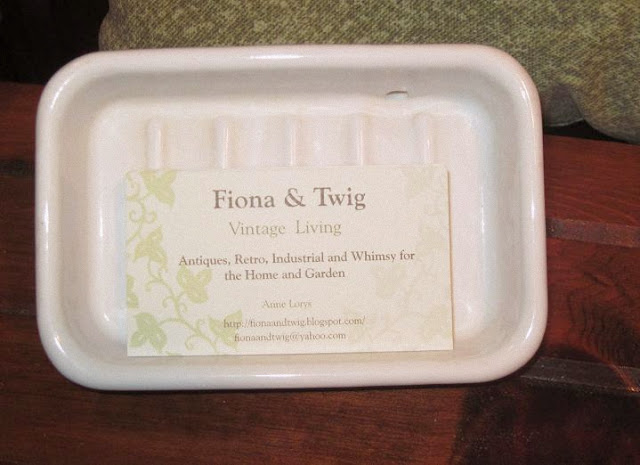 Fiona & Twig
Vintage Living
Antiques, Retro, Industrial and Whimsy for
the Home and Garden
Anne Lorys
http://fionaandtwig.blogspot.com/
fionaandtwig@yahoo.com